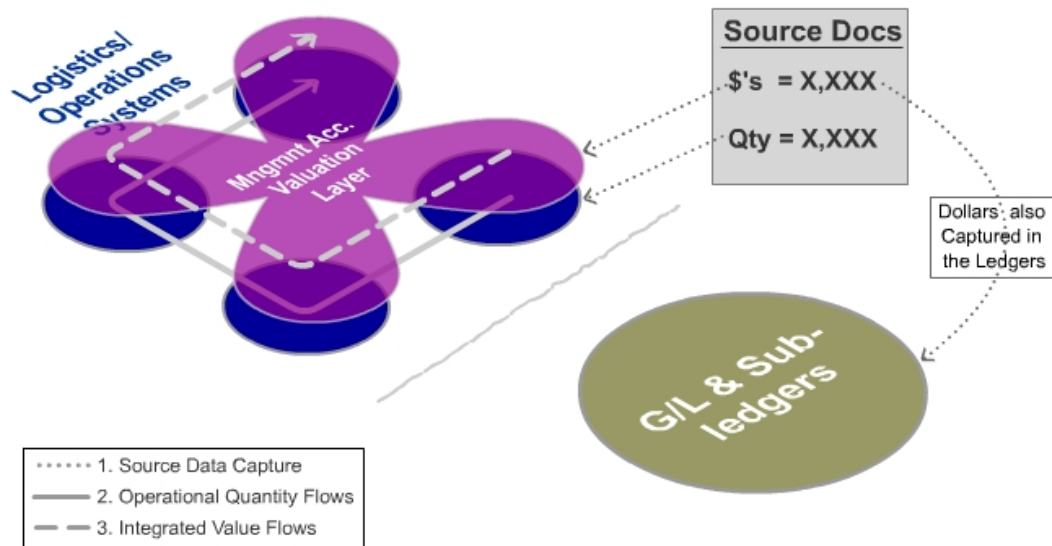 Logistics/
Operations
Systems
Mngmnt Acc.
Valuation
Layer
Source Docs
$'s = X,XXX
Qty = X,XXX
Dollars also
Captured in
the Ledgers
G/L & Sub-
ledgers
1. Source Data Capture
2. Operational Quantity Flows
3. Integrated Value Flows